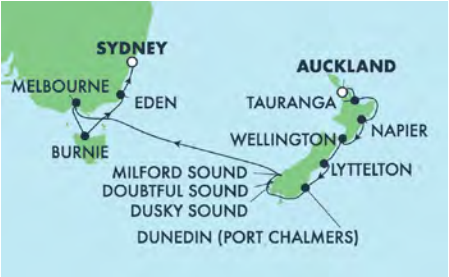 SYDNEY
MELBOURNE
EDEN
BURNIE
AUCKLAND
TAURANGA
NAPIER
WELLINGTON
LYTTELTON
MILFORD SOUND
DOUBTFUL SOUND
DUSKY SOUND
DUNEDIN (PORT CHALMERS)